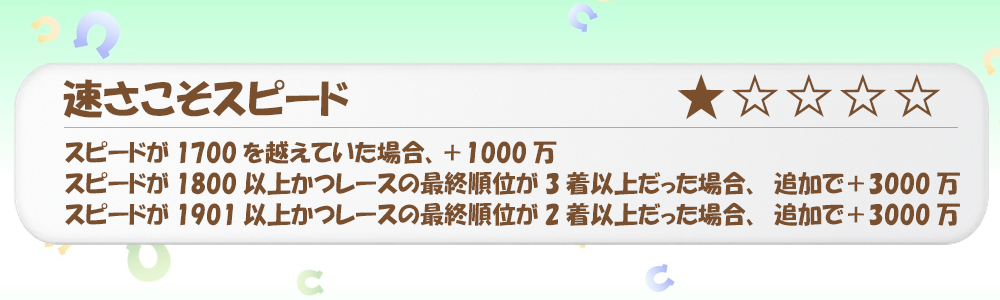 速さこそスピード ★☆☆☆☆
スピードが 1700 を越えていた場合、＋1000 万
スピードが 1800 以上かつレースの最終順位が 3 着以上だった場合、 追加で＋3000 万
スピードが 1901 以上かつレースの最終順位が 2 着以上だった場合、 追加で＋3000 万